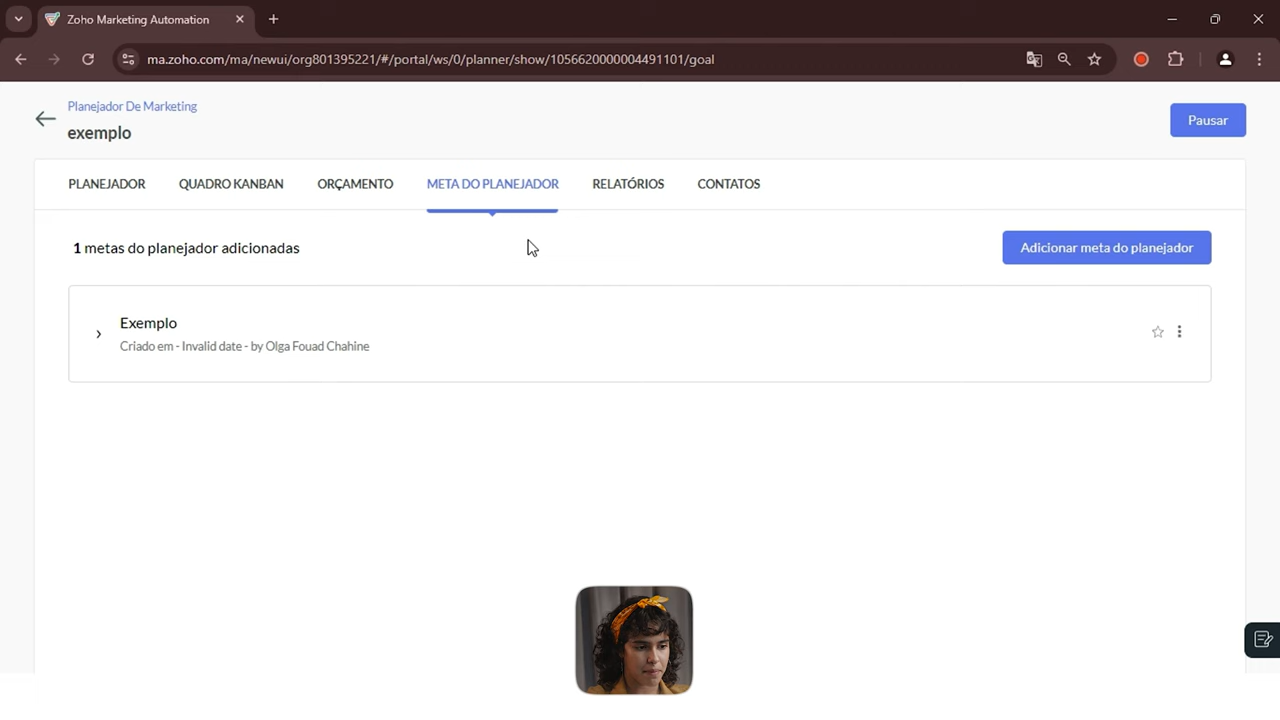 Zoho Marketing Automation
ma.zoho.com/ma/newui/org801395221/#/portal/ws/0/planner/show/1056620000004491101/goal
Planejador De Marketing
exemplo
Pausar
PLANEJADOR QUADRO KANBAN ORÇAMENTO META DO PLANEJADOR RELATÓRIOS CONTATOS
1 metas do planejador adicionadas
Adicionar meta do planejador
Exemplo
Criado em - Invalid date - by Olga Fouad Chahine